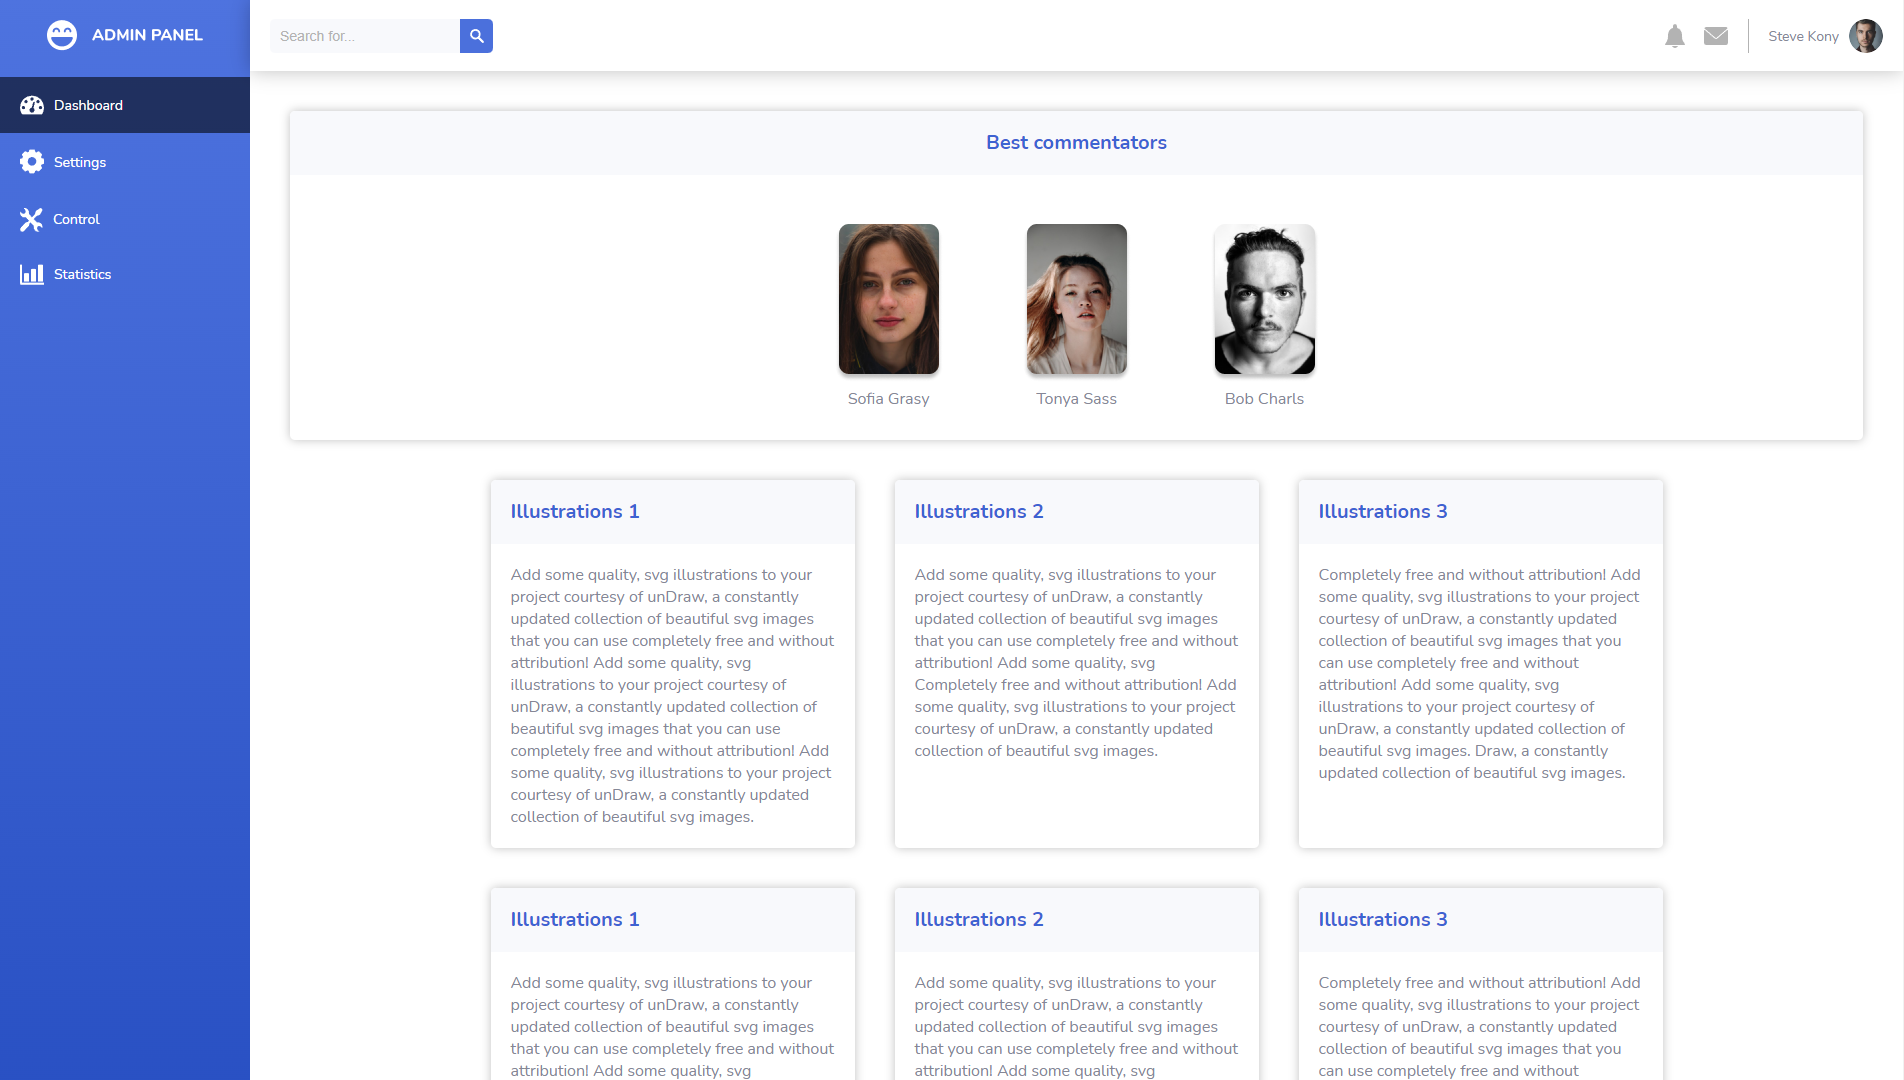 ADMIN PANEL
Search for...
Steve Kony
Dashboard
Settings
Control
Statistics
Best commentators
Sofia Grasy
Tonya Sass
Bob Charls
Illustrations 1
Add some quality, svg illustrations to your
project courtesy of unDraw, a constantly
updated collection of beautiful svg images
that you can use completely free and without
attribution! Add some quality, svg
illustrations to your project courtesy of
unDraw, a constantly updated collection of
beautiful svg images that you can use
completely free and without attribution! Add
some quality, svg illustrations to your project
courtesy of unDraw, a constantly updated
collection of beautiful svg images.
Illustrations 2
Add some quality, svg illustrations to your
project courtesy of unDraw, a constantly
updated collection of beautiful svg images
that you can use completely free and without
attribution! Add some quality, svg
Completely free and without attribution! Add
some quality, svg illustrations to your project
courtesy of unDraw, a constantly updated
collection of beautiful svg images.
Illustrations 3
Completely free and without attribution! Add
some quality, svg illustrations to your project
courtesy of unDraw, a constantly updated
collection of beautiful svg images that you
can use completely free and without
attribution! Add some quality, svg
illustrations to your project courtesy of
unDraw, a constantly updated collection of
beautiful svg images. Draw, a constantly
updated collection of beautiful svg images.
Illustrations 1
Add some quality, svg illustrations to your
project courtesy of unDraw, a constantly
updated collection of beautiful svg images
that you can use completely free and without
attribution! Add some quality, svg
Illustrations 2
Add some quality, svg illustrations to your
project courtesy of unDraw, a constantly
updated collection of beautiful svg images
that you can use completely free and without
attribution! Add some quality, svg
Illustrations 3
Completely free and without attribution! Add
some quality, svg illustrations to your project
courtesy of unDraw, a constantly updated
collection of beautiful svg images that you
can use completely free and without